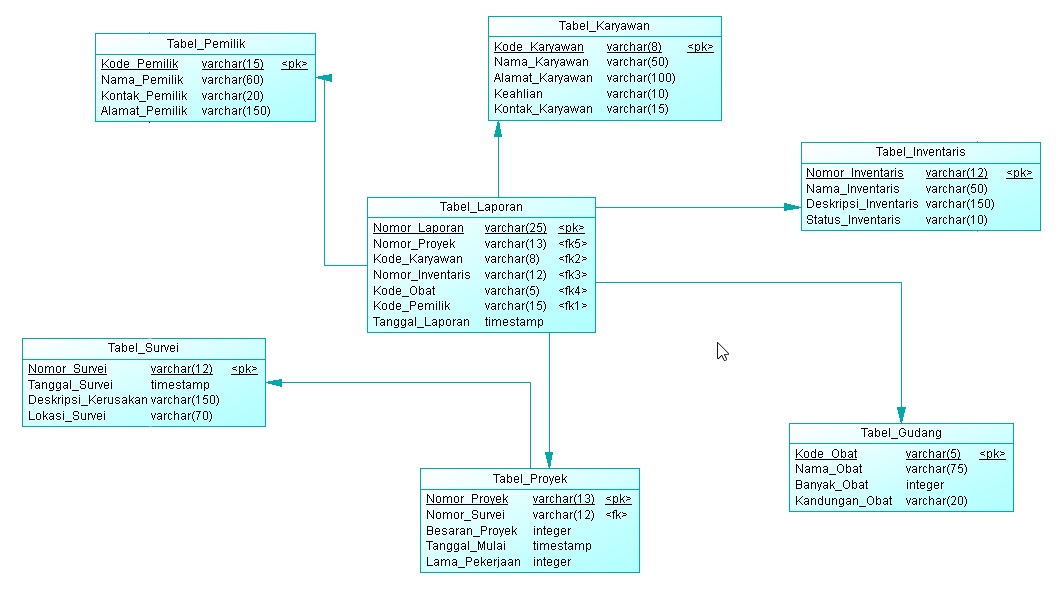 Tabel_Karyawan
Kode_Karyawan varchar(8) <pk>
Nama_Karyawan varchar(50)
Alamat_Karyawan varchar(100)
Keahlian varchar(10)
Kontak_Karyawan varchar(15)
Tabel_Pemilik
Kode_Pemilik varchar(15) <pk>
Nama_Pemilik varchar(60)
Kontak_Pemilik varchar(20)
Alamat_Pemilik varchar(150)
Tabel_Inventaris
Nomor_Inventaris varchar(12) <pk>
Nama_Inventaris varchar(50)
Deskripsi_Inventaris varchar(150)
Status_Inventaris varchar(10)
Tabel_Laporan
Nomor_Laporan varchar(25) <pk>
Nomor_Proyek varchar(13) <fk5>
Kode_Karyawan varchar(8) <fk2>
Nomor_Inventaris varchar(12) <fk3>
Kode_Obat varchar(5) <fk4>
Kode_Pemilik varchar(15) <fk1>
Tanggal_Laporan timestamp
Tabel_Survei
Nomor_Survei varchar(12) <pk>
Tanggal_Survei timestamp
Deskripsi_Kerusakan varchar(150)
Lokasi_Survei varchar(70)
Tabel_Gudang
Kode_Obat varchar(5) <pk>
Nama_Obat varchar(75)
Banyak_Obat integer
Kandungan_Obat varchar(20)
Tabel_Proyek
Nomor_Proyek varchar(13) <pk>
Nomor_Survei varchar(12) <fk>
Besaran_Proyek integer
Tanggal_Mulai timestamp
Lama_Pekerjaan integer